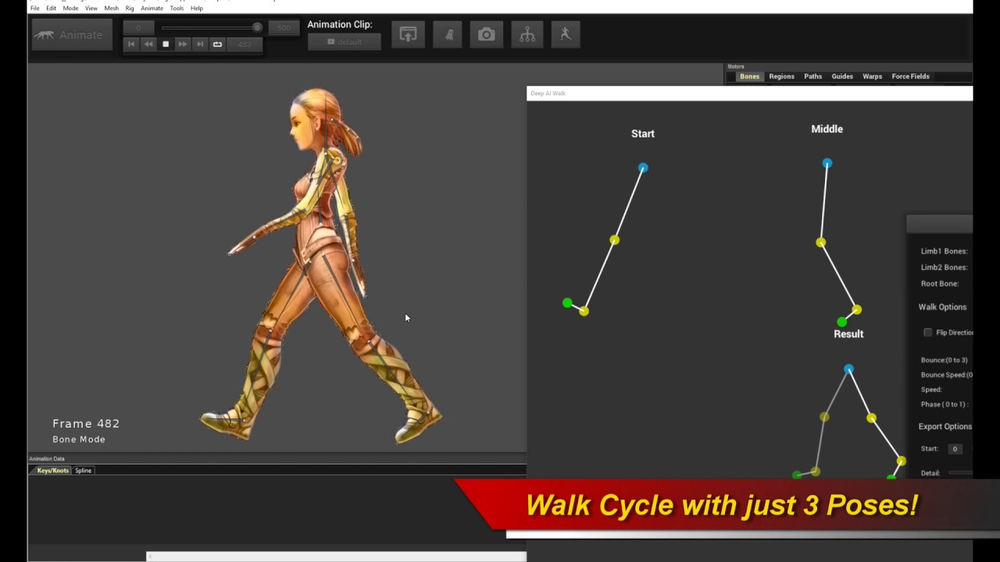 File Edit Mode View Mesh Rig Animate Tools Help
Animate
0
500
483
Animation Clip:
default
Motors
Bones Regions Paths Guides Warps Force Fields
Deep AI Walk
Start
Middle
Result
Limb1 Bones:
Limb2 Bones:
Root Bone:
Walk Options
Flip Direction
Bounce:(0 to 3)
Bounce Speed:(0
Speed:
Phase ( 0 to 1) :
Export Options
Start: 0
Detail:
Frame 482
Bone Mode
Animation Data
Keys/Knots Spline
Walk Cycle with just 3 Poses!